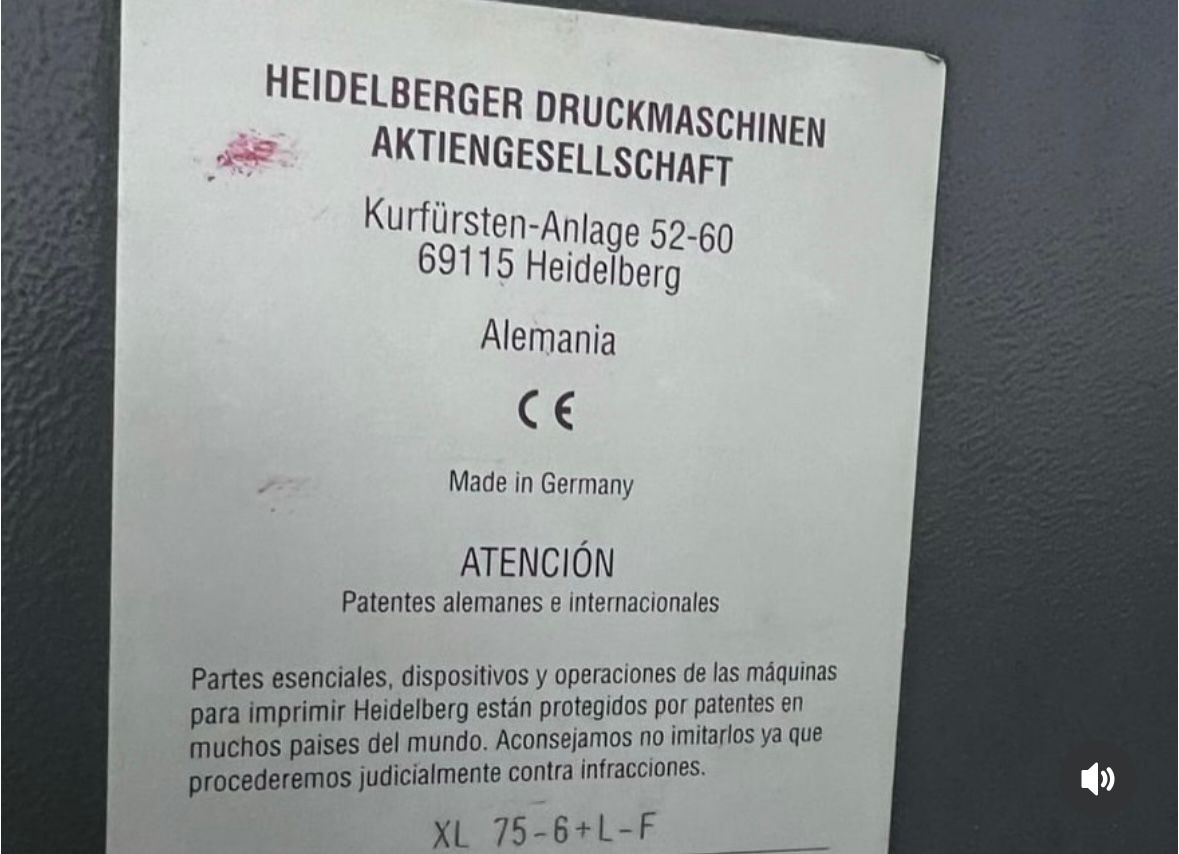 HEIDELBERGER DRUCKMASCHINEN
AKTIENGESELLSCHAFT
Kurfürsten-Anlage 52-60
69115 Heidelberg
Alemania
CE
Made in Germany
ATENCIÓN
Patentes alemanes e internacionales
Partes esenciales, dispositivos y operaciones de las máquinas
para imprimir Heidelberg están protegidos por patentes en
muchos paises del mundo. Aconsejamos no imitarlos ya que
procederemos judicialmente contra infracciones.
XL 75-6+L-F